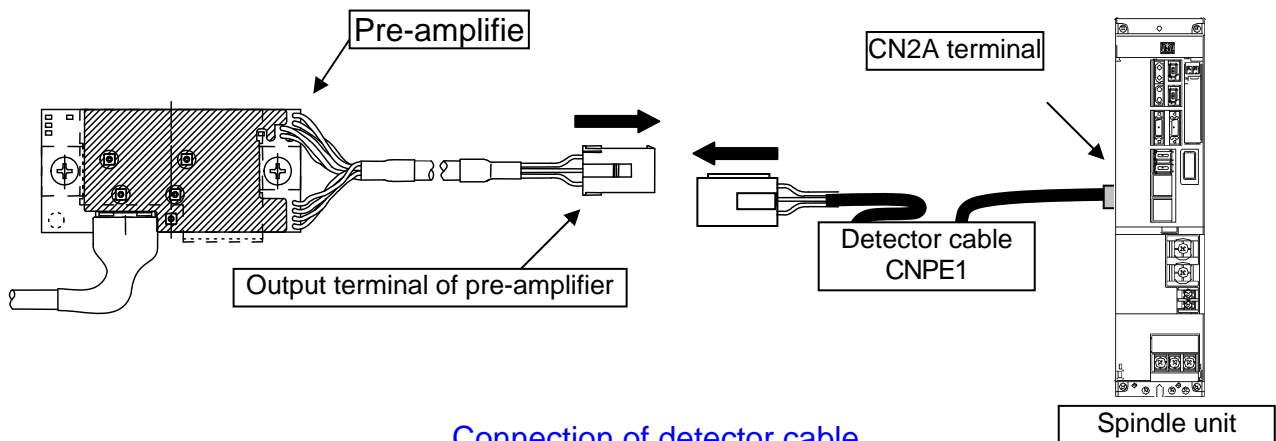 Pre-amplifie
CN2A terminal
Detector cable
CNPE1
Output terminal of pre-amplifier
Spindle unit
Connection of detector cable